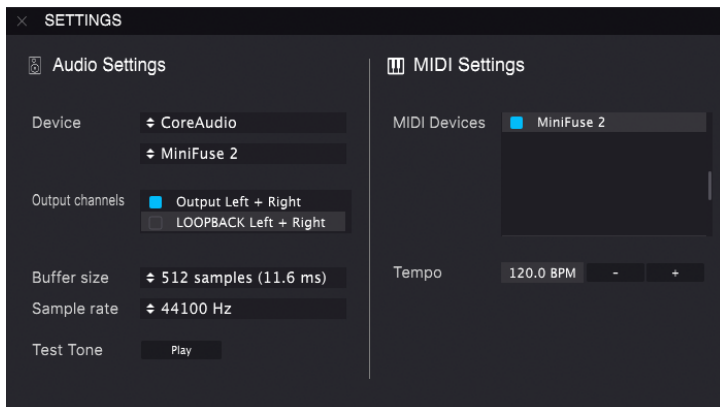 × SETTINGS
Audio Settings
Device
CoreAudio
MiniFuse 2
Output channels
Output Left + Right
LOOPBACK Left + Right
Buffer size
512 samples (11.6 ms)
Sample rate
44100 Hz
Test Tone
Play
MIDI Settings
MIDI Devices
MiniFuse 2
Tempo
120.0 BPM - +